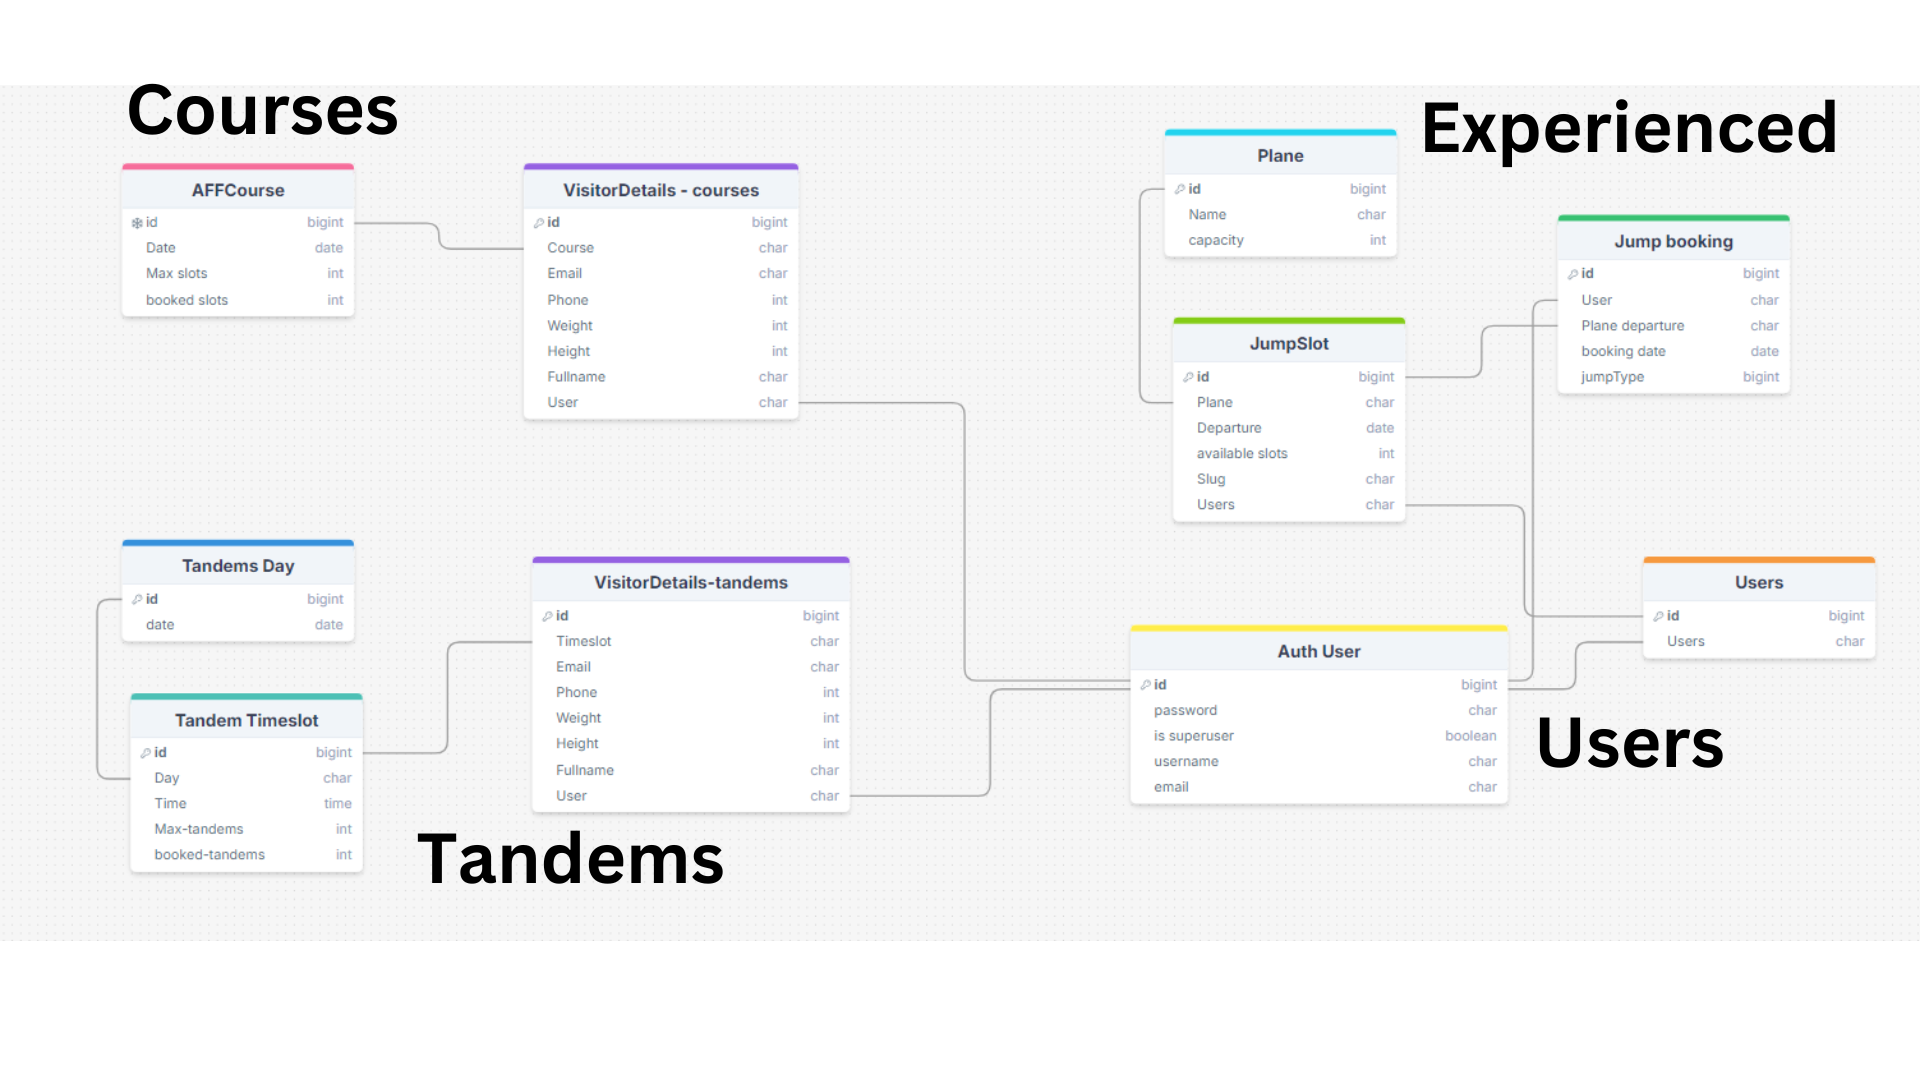 Courses
AFFCourse
id bigint
Date date
Max slots int
booked slots int
VisitorDetails - courses
id bigint
Course char
Email char
Phone int
Weight int
Height int
Fullname char
User char
Experienced
Plane
id bigint
Name char
capacity int
JumpSlot
id bigint
Plane char
Departure date
available slots int
Slug char
Users char
Jump booking
id bigint
User char
Plane departure char
booking date date
jumpType bigint
Tandems Day
id bigint
date date
Tandem Timeslot
id bigint
Day char
Time time
Max-tandems int
booked-tandems int
VisitorDetails-tandems
id bigint
Timeslot char
Email char
Phone int
Weight int
Height int
Fullname char
User char
Tandems
Auth User
id bigint
password char
is superuser boolean
username char
email char
Users
id bigint
Users char
Users